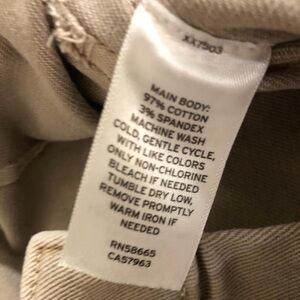 XX7503
MAIN BODY:
97% COTTON
3% SPANDEX
MACHINE WASH
COLD, GENTLE CYCLE,
WITH LIKE COLORS
ONLY NON-CHLORINE
BLEACH IF NEEDED
TUMBLE DRY LOW,
REMOVE PROMPTLY
WARM IRON IF
NEEDED
RN58665
CA57963